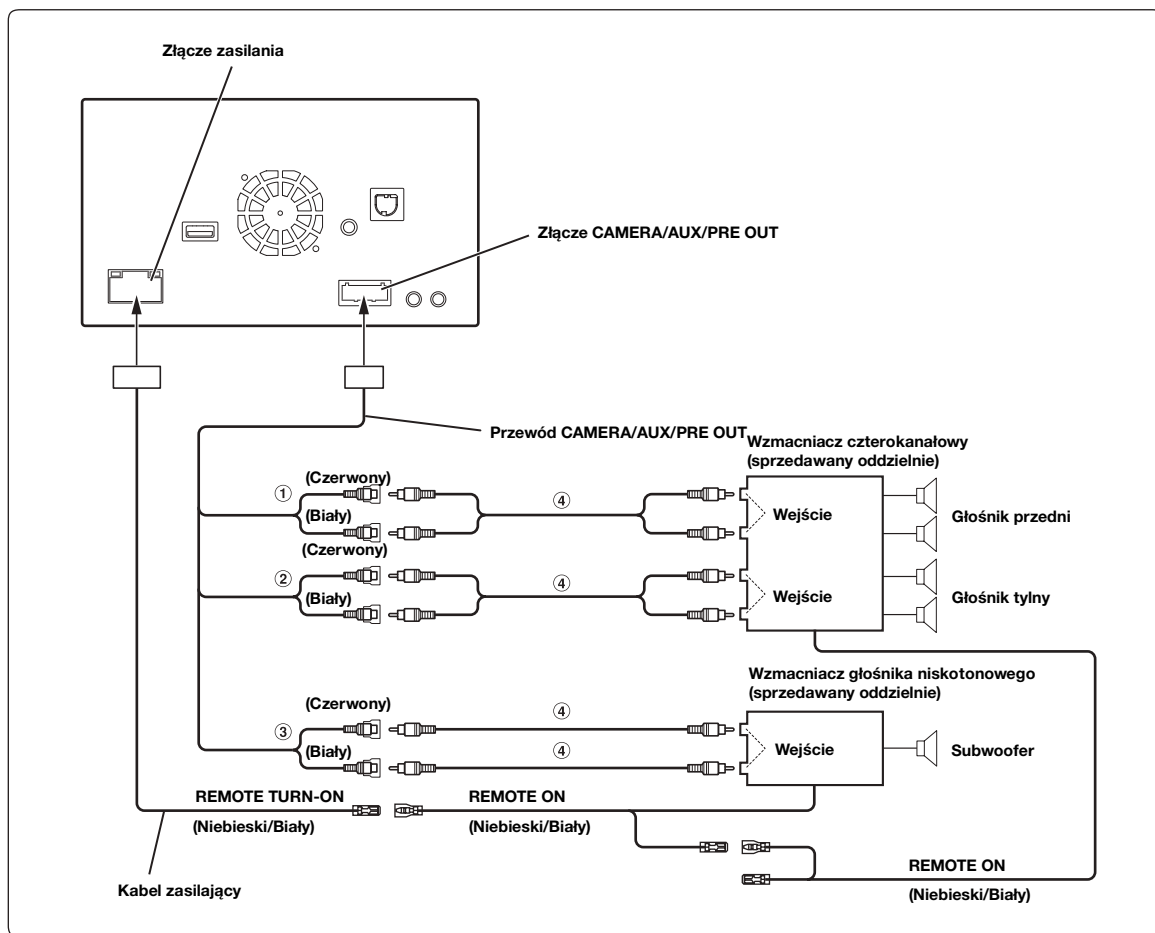 Złącze zasilania
Złącze CAMERA/AUX/PRE OUT
Przewód CAMERA/AUX/PRE OUT
Wzmacniacz czterokanałowy
(sprzedawany oddzielnie)
(Czerwony)
①
④
(Biały)
Wejście
Głośnik przedni
(Czerwony)
②
④
(Biały)
Wejście
Głośnik tylny
Wzmacniacz głośnika niskotonowego
(sprzedawany oddzielnie)
(Czerwony)
④
③
(Biały)
④
Wejście
Subwoofer
REMOTE TURN-ON
(Niebieski/Biały)
REMOTE ON
(Niebieski/Biały)
REMOTE ON
(Niebieski/Biały)
Kabel zasilający